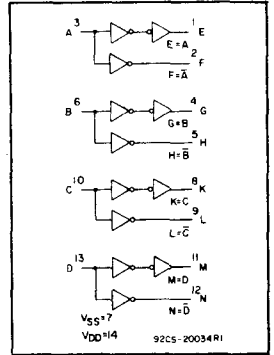 A 3
1 E
E=A
2 F
F=A̅
B 6
4 G
G=B
5 H
H=B̅
C 10
8 K
K=C
9 L
L=C̅
D 13
11 M
M=D
12 N
N=D̅
VSS=7
VDD=14
92CS-20034R1